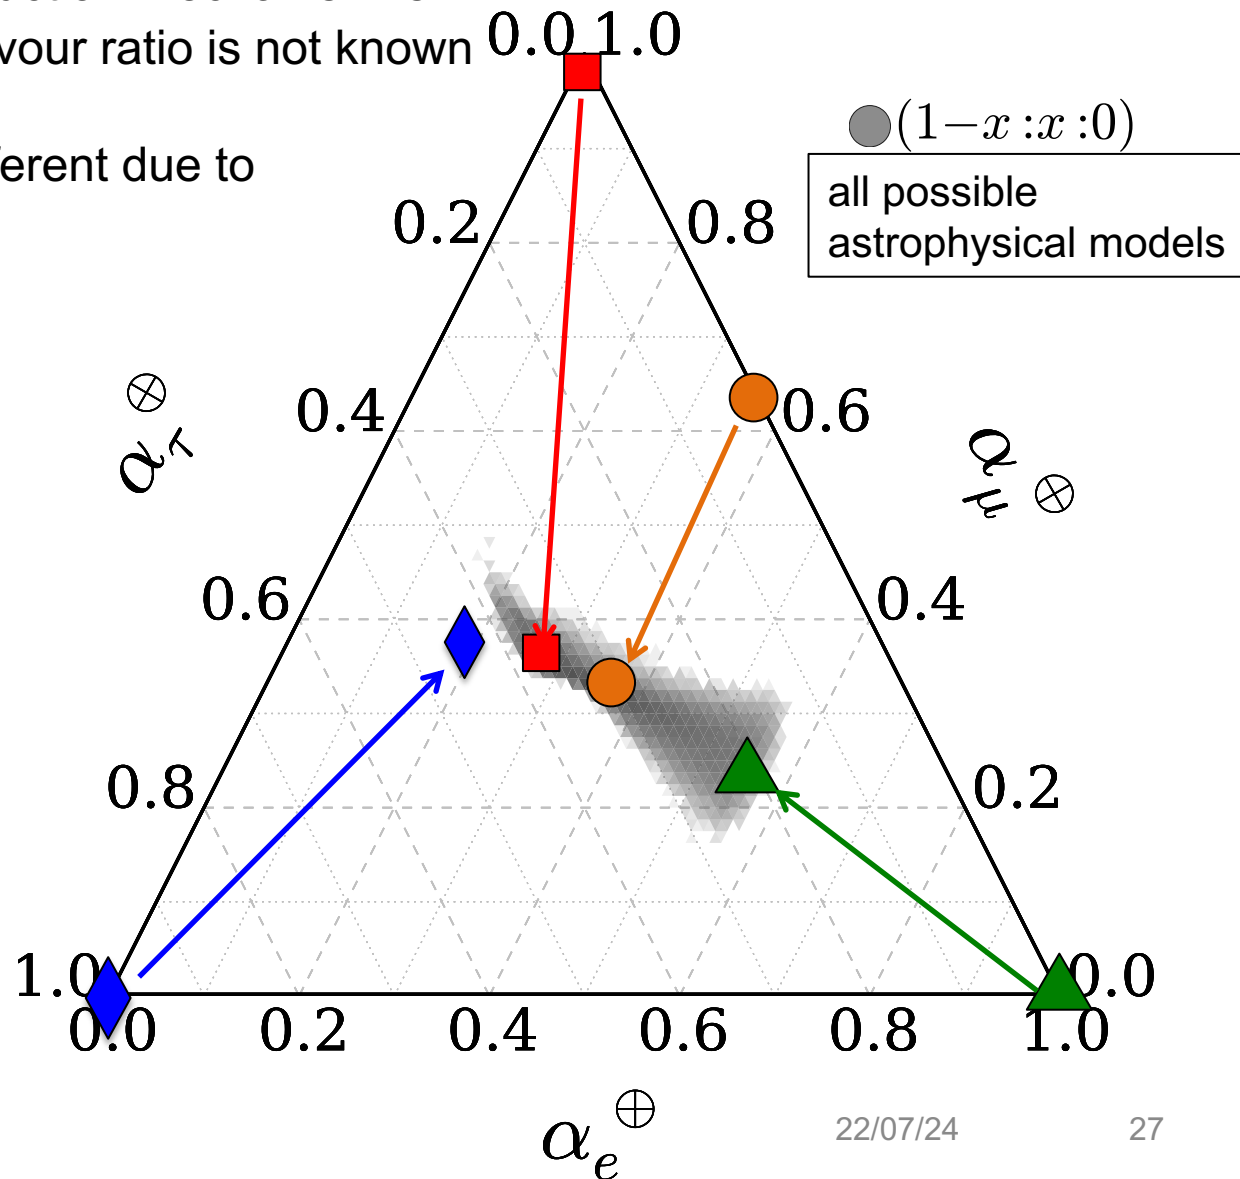 vour ratio is not known
ferent due to
0.0 1.0
(1−x :x :0)
all possible
astrophysical models
0.2
0.8
0.4
0.6
α_τ^⊕
α_μ^⊕
0.6
0.4
0.8
0.2
1.0
0.0
0.0
0.2
0.4
0.6
0.8
1.0
α_e^⊕
22/07/24
27